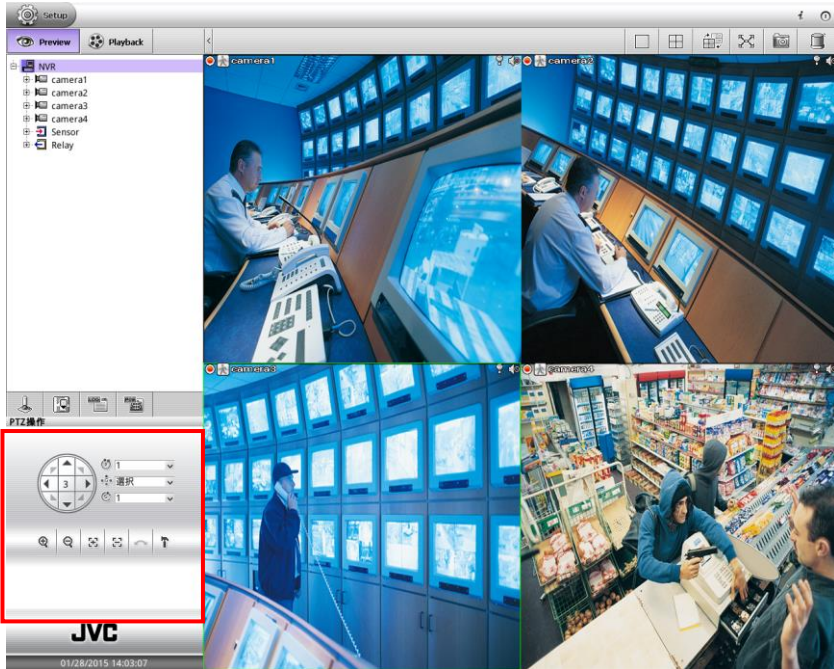 Setup
Preview
Playback
<
camera1
camera2
NVR
camera1
camera2
camera3
camera4
Sensor
Relay
camera3
camera4
PTZ操作
1
3
選択
1
JVC
01/28/2015 14:03:07